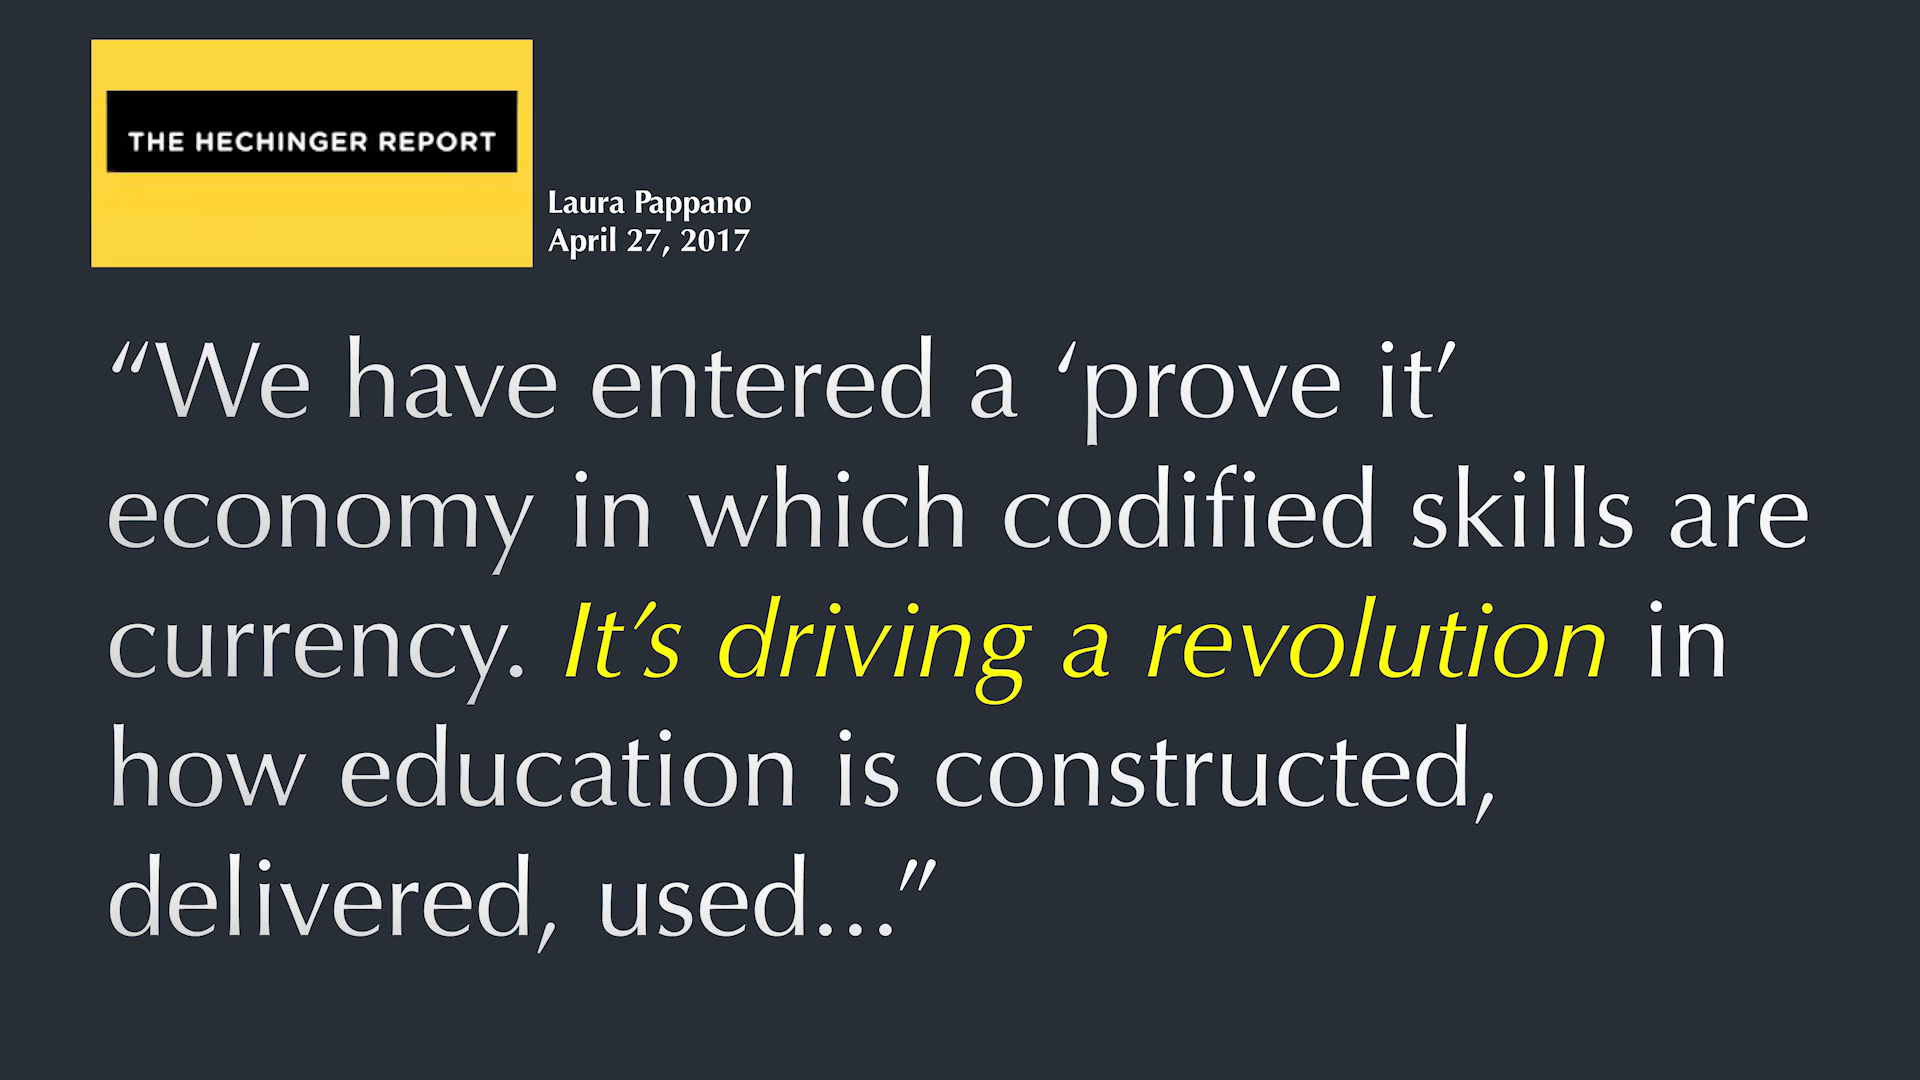 THE HECHINGER REPORT
Laura Pappano
April 27, 2017
“We have entered a ‘prove it’
economy in which codified skills are
currency. It’s driving a revolution in
how education is constructed,
delivered, used...”